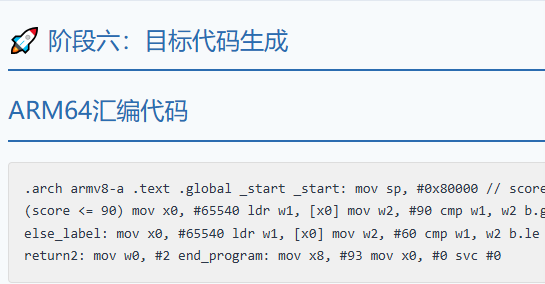 🚀 阶段六：目标代码生成
ARM64汇编代码
.arch armv8-a .text .global _start _start: mov sp, #0x80000 // score
(score <= 90) mov x0, #65540 ldr w1, [x0] mov w2, #90 cmp w1, w2 b.g
else_label: mov x0, #65540 ldr w1, [x0] mov w2, #60 cmp w1, w2 b.le
return2: mov w0, #2 end_program: mov x8, #93 mov x0, #0 svc #0